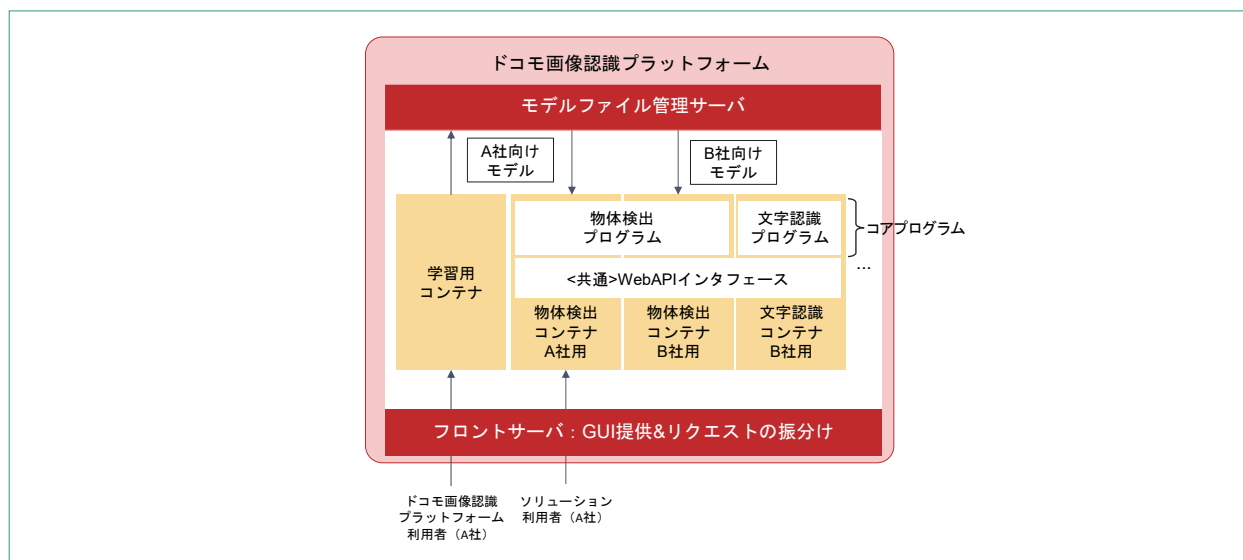 ドコモ画像認識プラットフォーム
モデルファイル管理サーバ
A社向け
モデル
B社向け
モデル
物体検出
プログラム
文字認識
プログラム
コアプログラム
学習用
コンテナ
<共通>WebAPIインタフェース
…
物体検出
コンテナ
A社用
物体検出
コンテナ
B社用
文字認識
コンテナ
B社用
フロントサーバ：GUI提供&リクエストの振分け
ドコモ画像認識
プラットフォーム
利用者（A社）
ソリューション
利用者（A社）